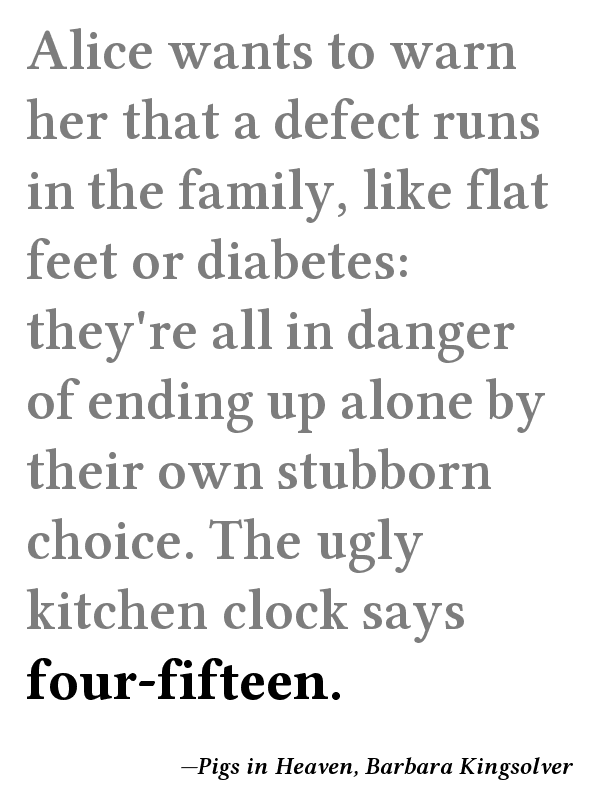 Alice wants to warn
her that a defect runs
in the family, like flat
feet or diabetes:
they're all in danger
of ending up alone by
their own stubborn
choice. The ugly
kitchen clock says
four-fifteen.
—Pigs in Heaven, Barbara Kingsolver